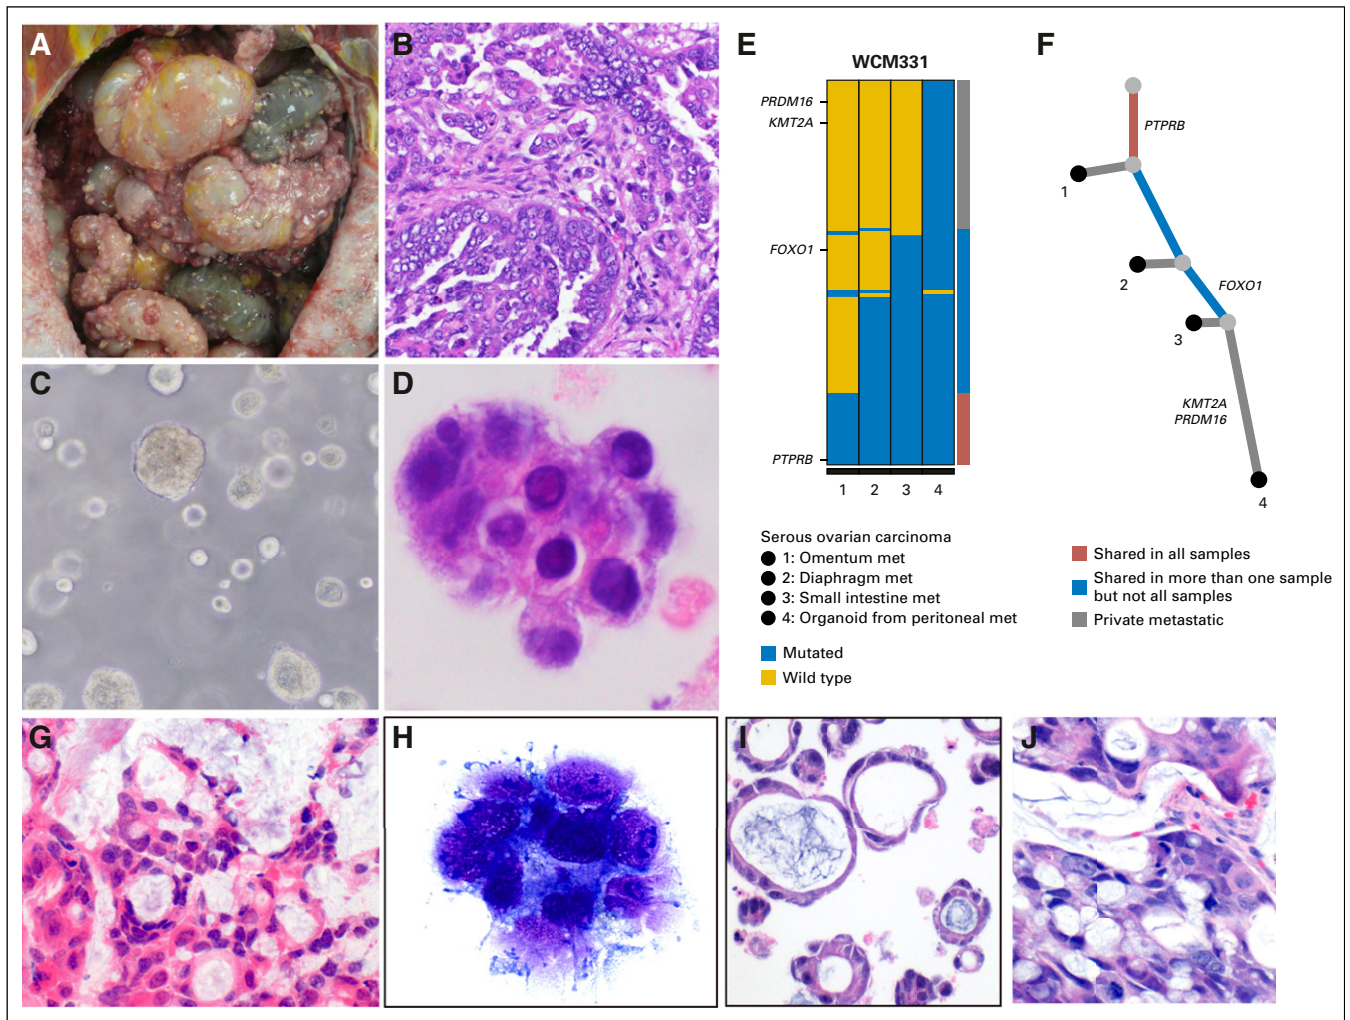 A
B
C
D
E
WCM331
PRDM16
KMT2A
FOXO1
PTPRB
1 2 3 4
Serous ovarian carcinoma
1: Omentum met
2: Diaphragm met
3: Small intestine met
4: Organoid from peritoneal met
Mutated
Wild type
F
PTPRB
1
2
FOXO1
3
KMT2A
PRDM16
4
Shared in all samples
Shared in more than one sample
but not all samples
Private metastatic
G
H
I
J